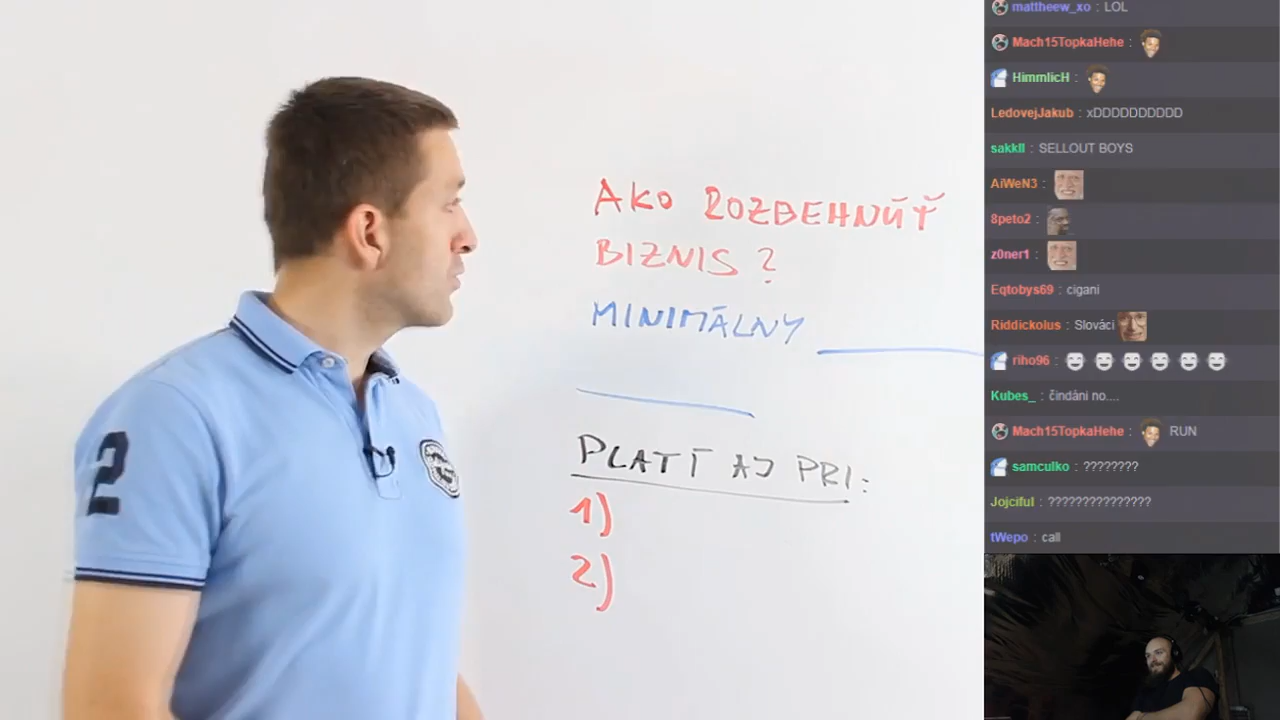 AKO ROZBEHNÚŤ
BIZNIS?
MINIMÁLNY
PLATÍ AJ PRI:
1)
2)
2
mattheew_xo : LOL
Mach15TopkaHehe :
HimmlicH :
LedovejJakub : xDDDDDDDDDD
sakkll : SELLOUT BOYS
AiWeN3 :
8peto2 :
z0ner1 :
Eqtobys69 : cigani
Riddickolus : Slováci
riho96 :
Kubes_ : čindáni no....
Mach15TopkaHehe : RUN
samculko : ????????
Jojciful : ???????????????
tWepo : call